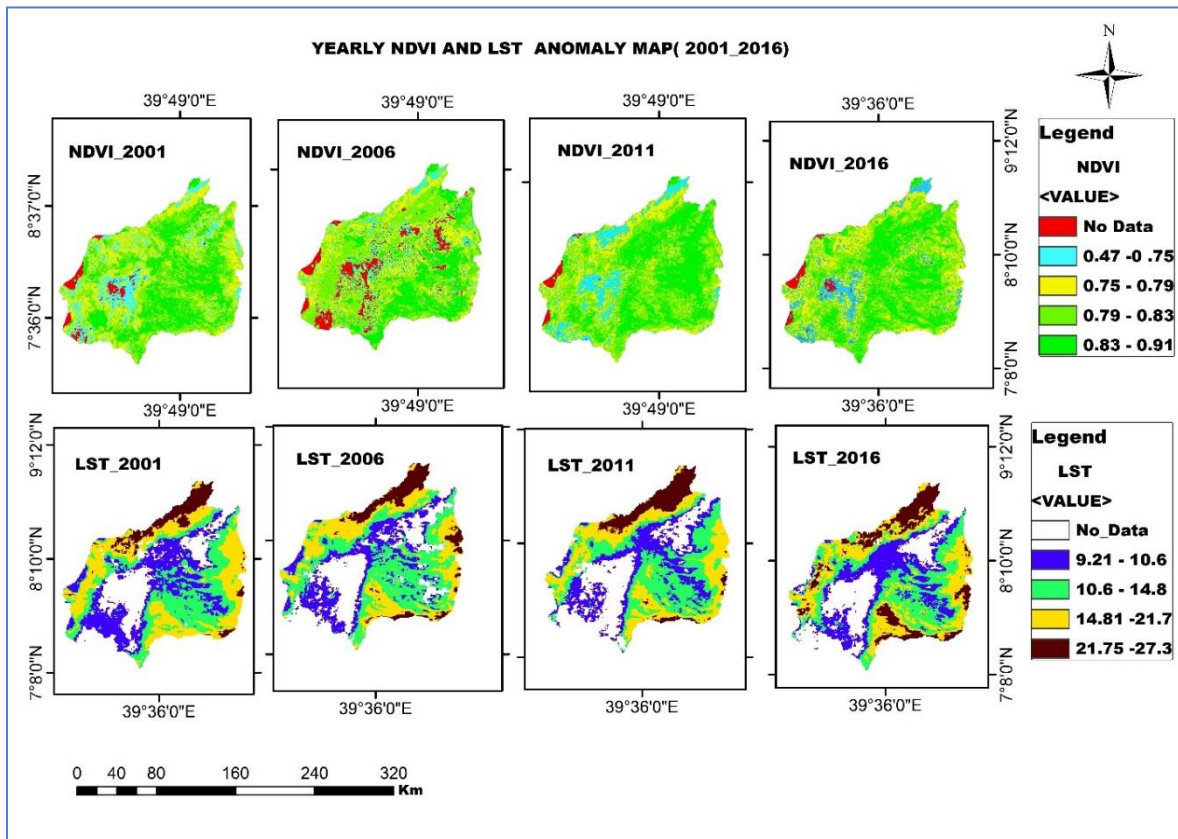 YEARLY NDVI AND LST ANOMALY MAP( 2001_2016)
N
39°49'0"E
39°49'0"E
39°49'0"E
39°36'0"E
NDVI_2001
NDVI_2006
NDVI_2011
NDVI_2016
8°37'0"N
7°36'0"N
9°12'0"N
8°10'0"N
7°8'0"N
Legend
NDVI
<VALUE>
No Data
0.47 -0 .75
0.75 - 0.79
0.79 - 0.83
0.83 - 0.91
39°49'0"E
39°49'0"E
39°49'0"E
39°36'0"E
LST_2001
LST_2006
LST_2011
LST_2016
9°12'0"N
8°10'0"N
7°8'0"N
9°12'0"N
8°10'0"N
7°8'0"N
Legend
LST
<VALUE>
No_Data
9.21 - 10.6
10.6 - 14.8
14.81 -21.7
21.75 -27.3
39°36'0"E
39°36'0"E
39°36'0"E
39°36'0"E
0 20 40 80 160 240 320
Km